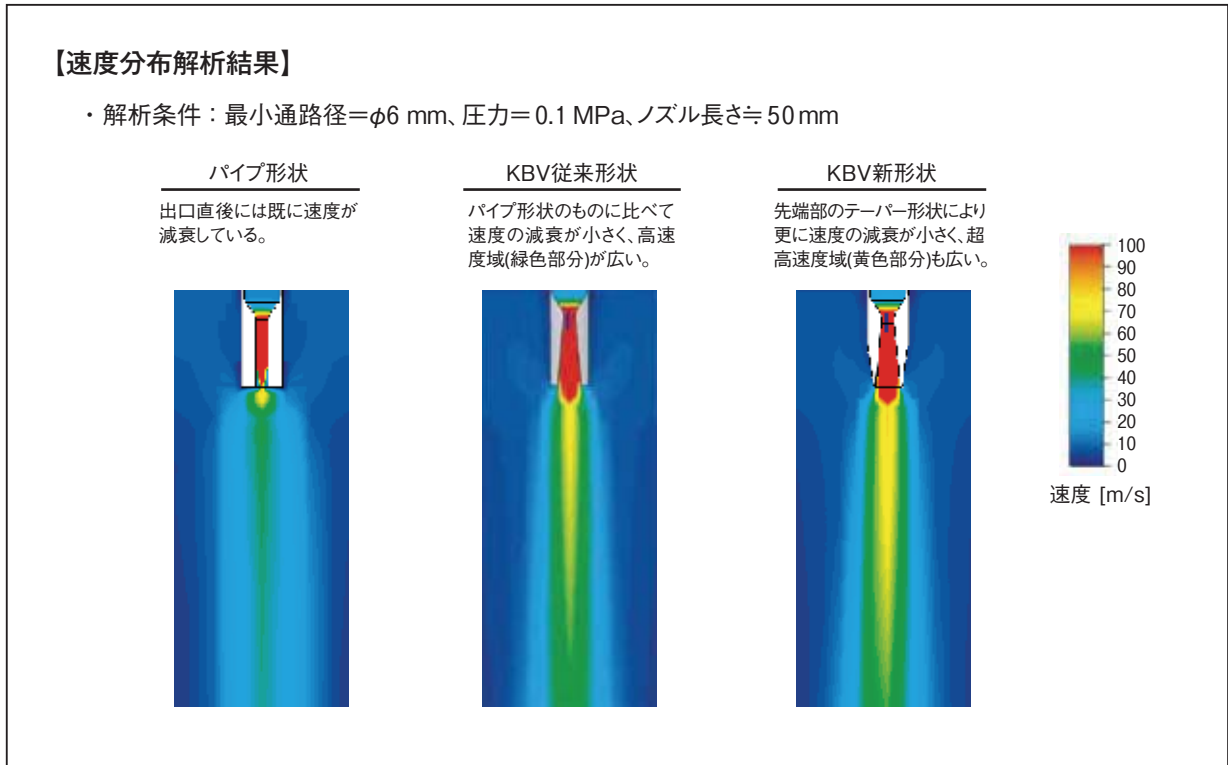 【速度分布解析結果】
・解析条件：最小通路径＝φ6 mm、圧力＝0.1 MPa、ノズル長さ≒50 mm
パイプ形状
出口直後には既に速度が
減衰している。
KBV従来形状
パイプ形状のものに比べて
速度の減衰が小さく、高速
度域(緑色部分)が広い。
KBV新形状
先端部のテーパー形状により
更に速度の減衰が小さく、超
高速度域(黄色部分)も広い。
100
90
80
70
60
50
40
30
20
10
0
速度 [m/s]